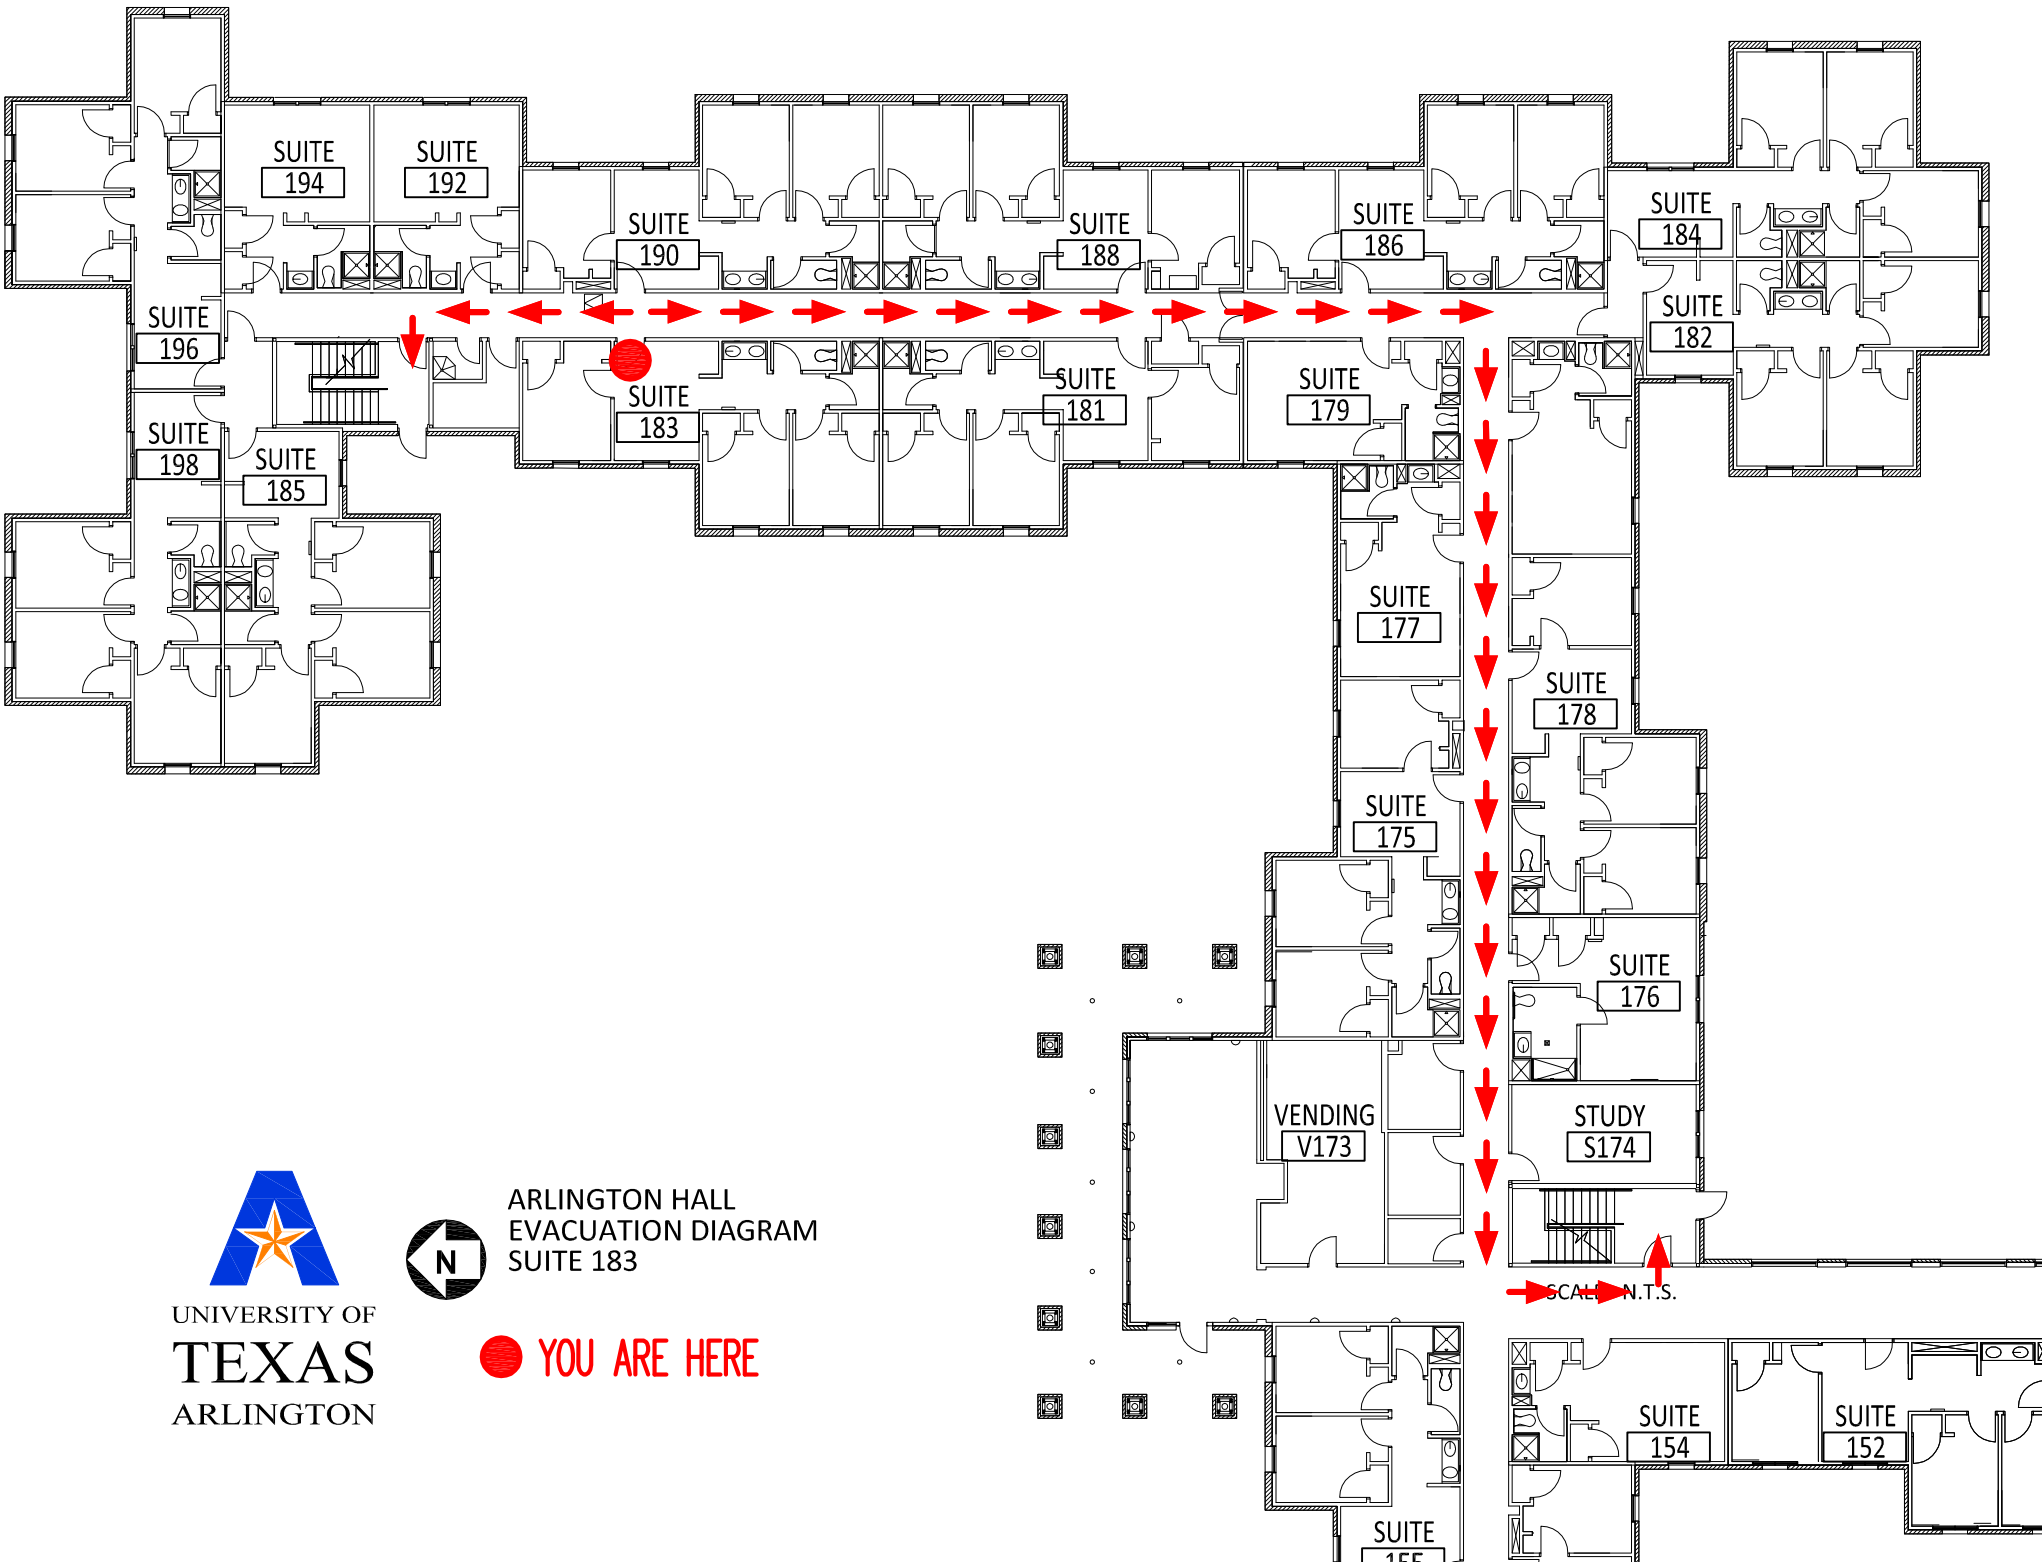 SUITE
194
SUITE
192
SUITE
190
SUITE
188
SUITE
186
SUITE
184
SUITE
196
SUITE
182
SUITE
183
SUITE
181
SUITE
179
SUITE
198
SUITE
185
SUITE
177
SUITE
178
SUITE
175
SUITE
176
VENDING
V173
STUDY
S174
ARLINGTON HALL
EVACUATION DIAGRAM
SUITE 183
N
UNIVERSITY OF
TEXAS
ARLINGTON
YOU ARE HERE
N.T.S.
SUITE
154
SUITE
152
SUITE
155